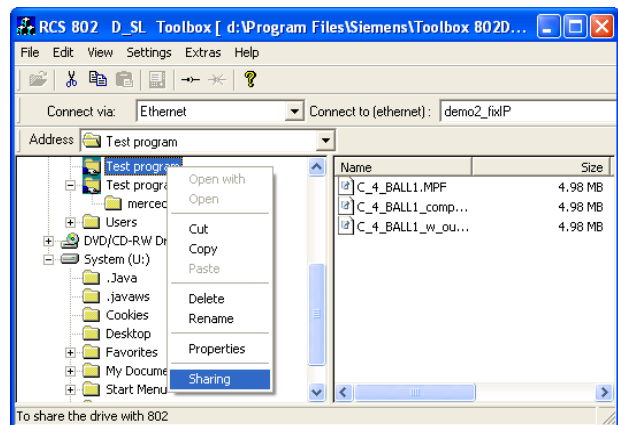 RCS 802 D_SL Toolbox [ d:\Program Files\Siemens\Toolbox 802D...
File Edit View Settings Extras Help
Connect via: Ethernet Connect to (ethernet) : demo2_fixIP
Address Test program
Test program
Test progra
merced
Users
DVD/CD-RW Dr
System (U:)
.Java
.javaws
Cookies
Desktop
Favorites
My Docume
Start Menu
Open with
Open
Cut
Copy
Paste
Delete
Rename
Properties
Sharing
Name Size
C_4_BALL1.MPF 4.98 MB
C_4_BALL1_comp... 4.98 MB
C_4_BALL1_w_ou... 4.98 MB
To share the drive with 802